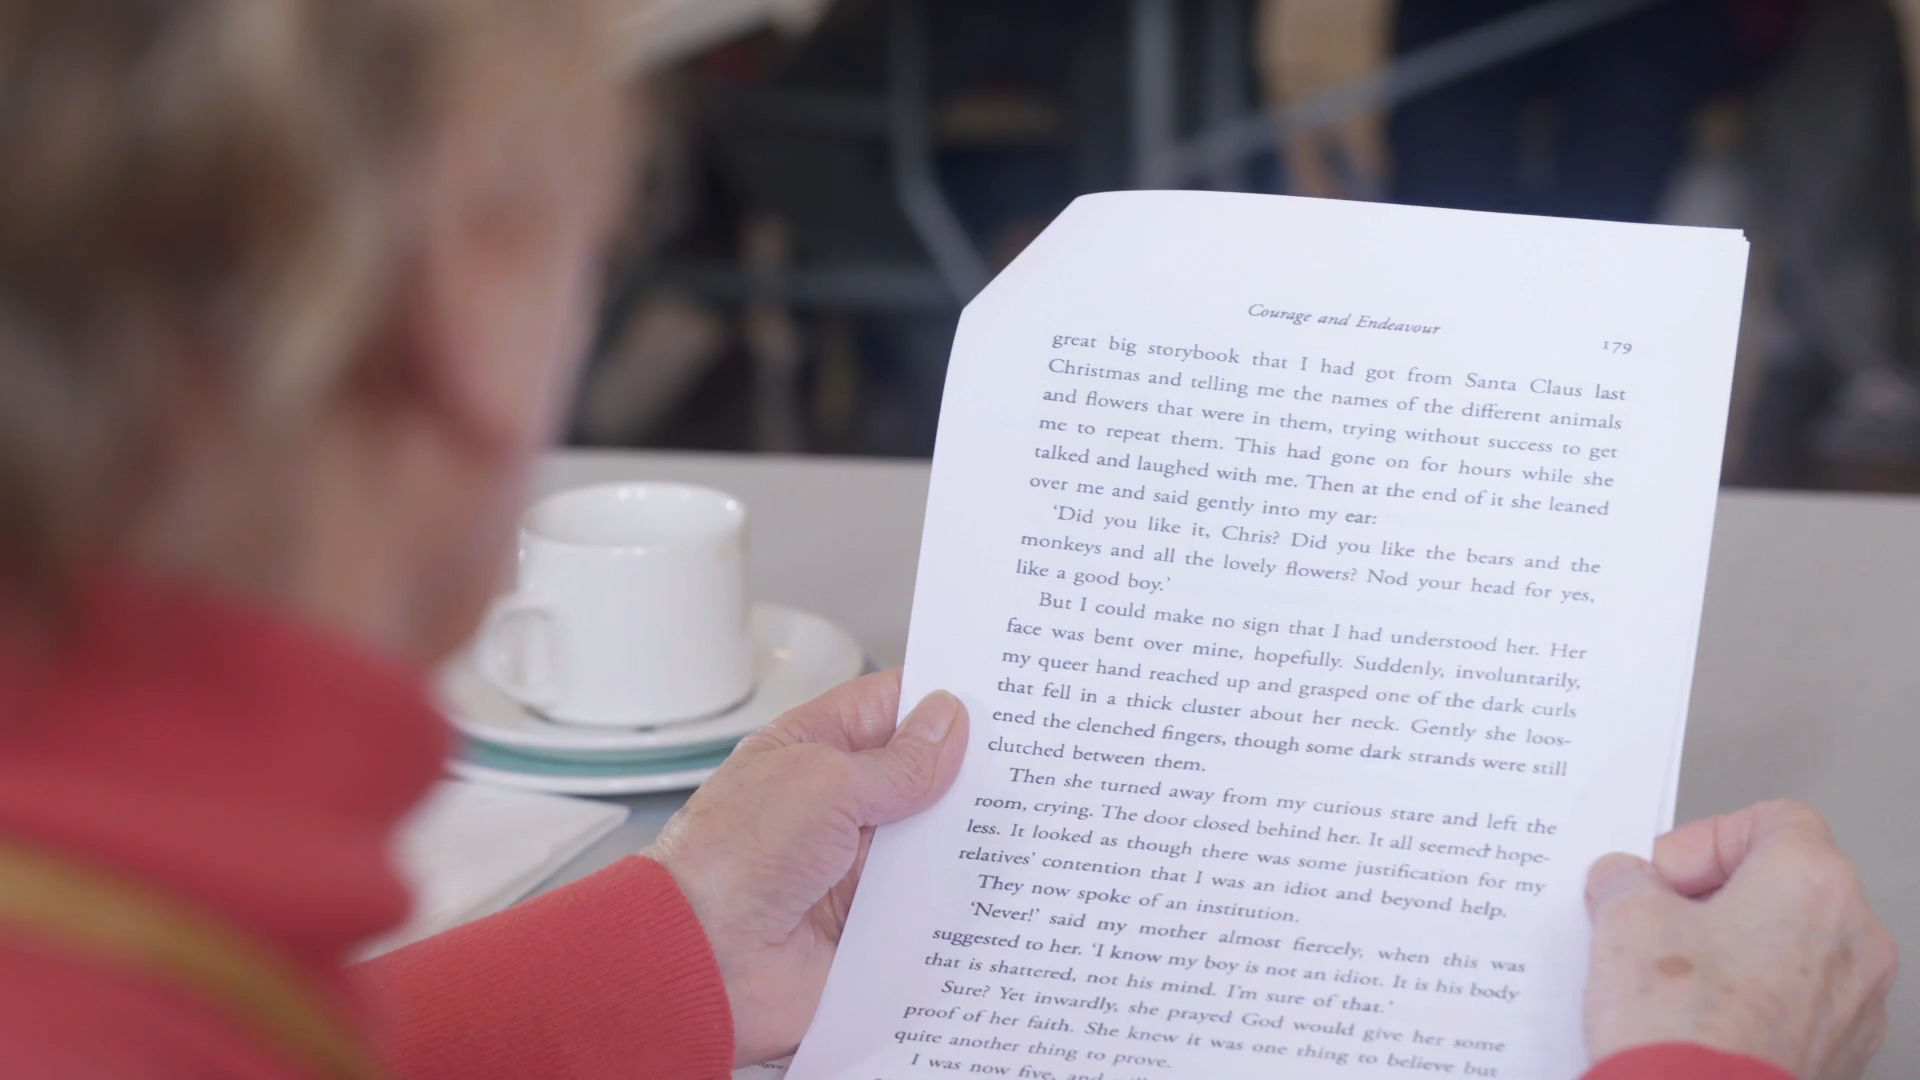 Courage and Endeavour
179
great big storybook that I had got from Santa Claus last
Christmas and telling me the names of the different animals
and flowers that were in them, trying without success to get
me to repeat them. This had gone on for hours while she
talked and laughed with me. Then at the end of it she leaned
over me and said gently into my ear:
‘Did you like it, Chris? Did you like the bears and the
monkeys and all the lovely flowers? Nod your head for yes,
like a good boy.’
But I could make no sign that I had understood her. Her
face was bent over mine, hopefully. Suddenly, involuntarily,
my queer hand reached up and grasped one of the dark curls
that fell in a thick cluster about her neck. Gently she loos-
ened the clenched fingers, though some dark strands were still
clutched between them.
Then she turned away from my curious stare and left the
room, crying. The door closed behind her. It all seemed hope-
less. It looked as though there was some justification for my
relatives’ contention that I was an idiot and beyond help.
They now spoke of an institution.
‘Never!’ said my mother almost fiercely, when this was
suggested to her. ‘I know my boy is not an idiot. It is his body
that is shattered, not his mind. I’m sure of that.’
Sure? Yet inwardly, she prayed God would give her some
proof of her faith. She knew it was one thing to believe but
quite another thing to prove.
I was now five, and